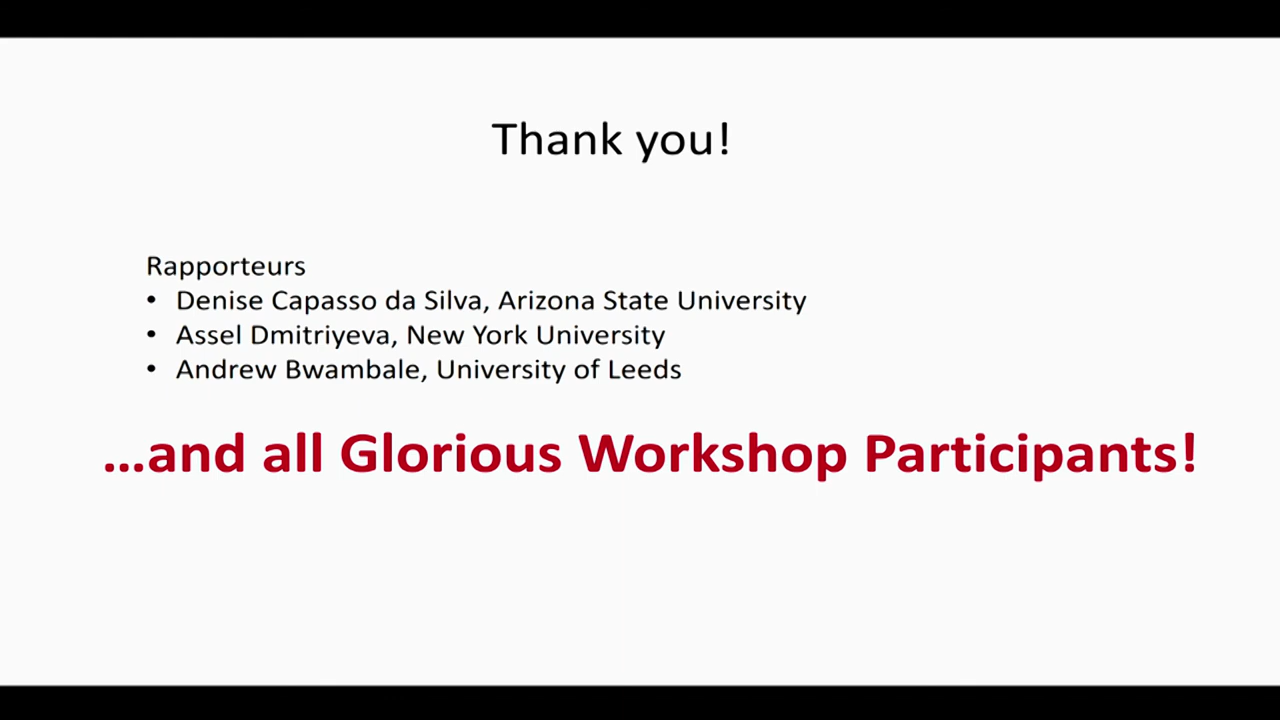 Thank you!
Rapporteurs
• Denise Capasso da Silva, Arizona State University
• Assel Dmitriyeva, New York University
• Andrew Bwambale, University of Leeds
...and all Glorious Workshop Participants!